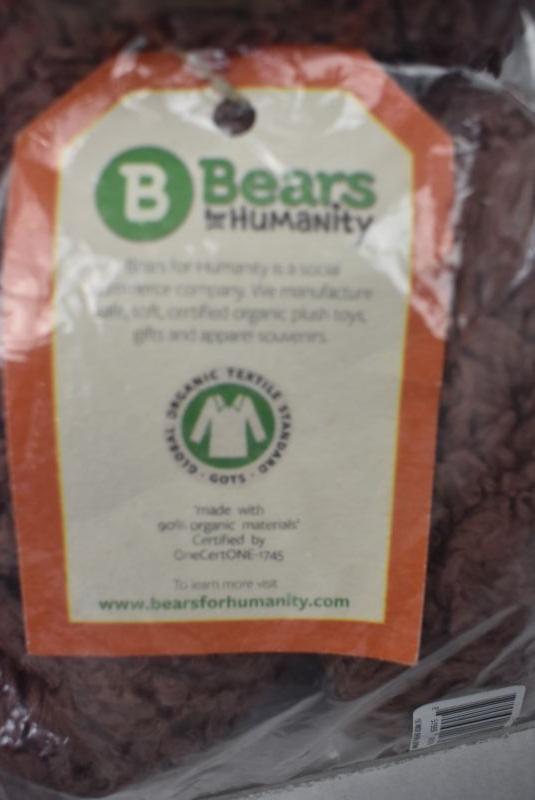 B Bears
for Humanity
Bears for Humanity is a social
commerce company. We manufacture
safe, soft, certified organic plush toys,
gifts and apparel souvenirs.
GLOBAL ORGANIC TEXTILE STANDARD · GOTS ·
'made with
90% organic materials'
Certified by
OneCertONE-1745
To learn more visit
www.bearsforhumanity.com